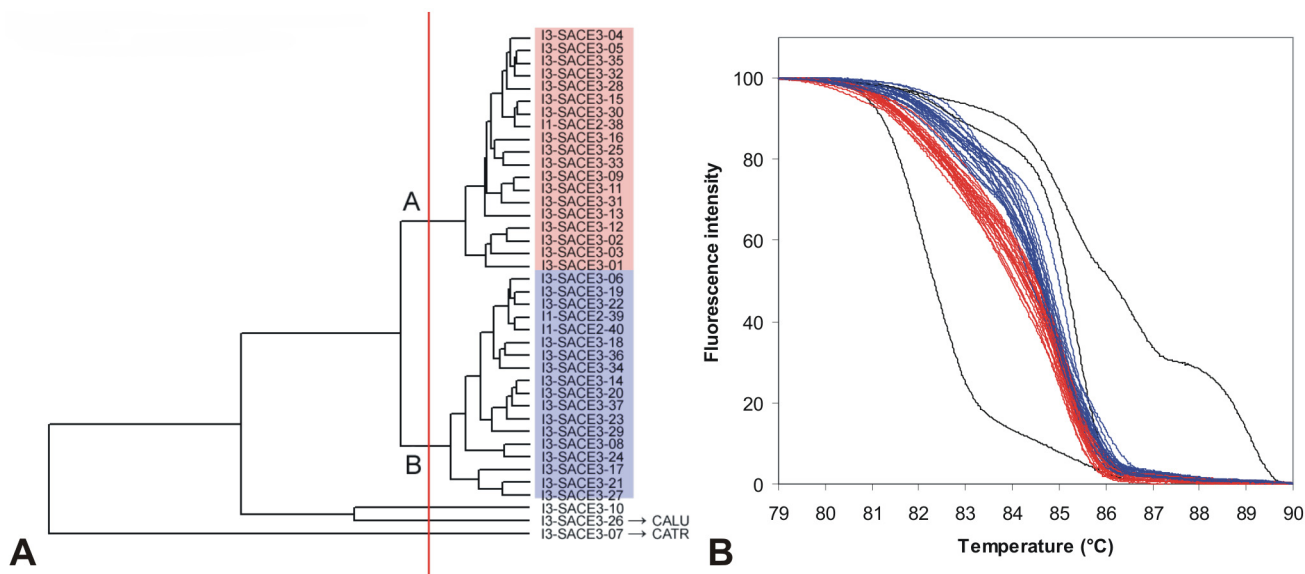 I3-SACE3-04
I3-SACE3-05
I3-SACE3-35
I3-SACE3-32
I3-SACE3-28
I3-SACE3-15
I3-SACE3-30
I1-SACE2-38
I3-SACE3-16
I3-SACE3-25
I3-SACE3-33
I3-SACE3-09
I3-SACE3-11
I3-SACE3-31
I3-SACE3-13
I3-SACE3-12
I3-SACE3-02
I3-SACE3-03
I3-SACE3-01
I3-SACE3-06
I3-SACE3-19
I3-SACE3-22
I1-SACE2-39
I1-SACE2-40
I3-SACE3-18
I3-SACE3-36
I3-SACE3-34
I3-SACE3-14
I3-SACE3-20
I3-SACE3-37
I3-SACE3-23
I3-SACE3-29
I3-SACE3-08
I3-SACE3-24
I3-SACE3-17
I3-SACE3-21
I3-SACE3-27
I3-SACE3-10
I3-SACE3-26 → CALU
I3-SACE3-07 → CATR
A
B
A
Fluorescence intensity
100
80
60
40
20
0
79 80 81 82 83 84 85 86 87 88 89 90
Temperature (°C)
B